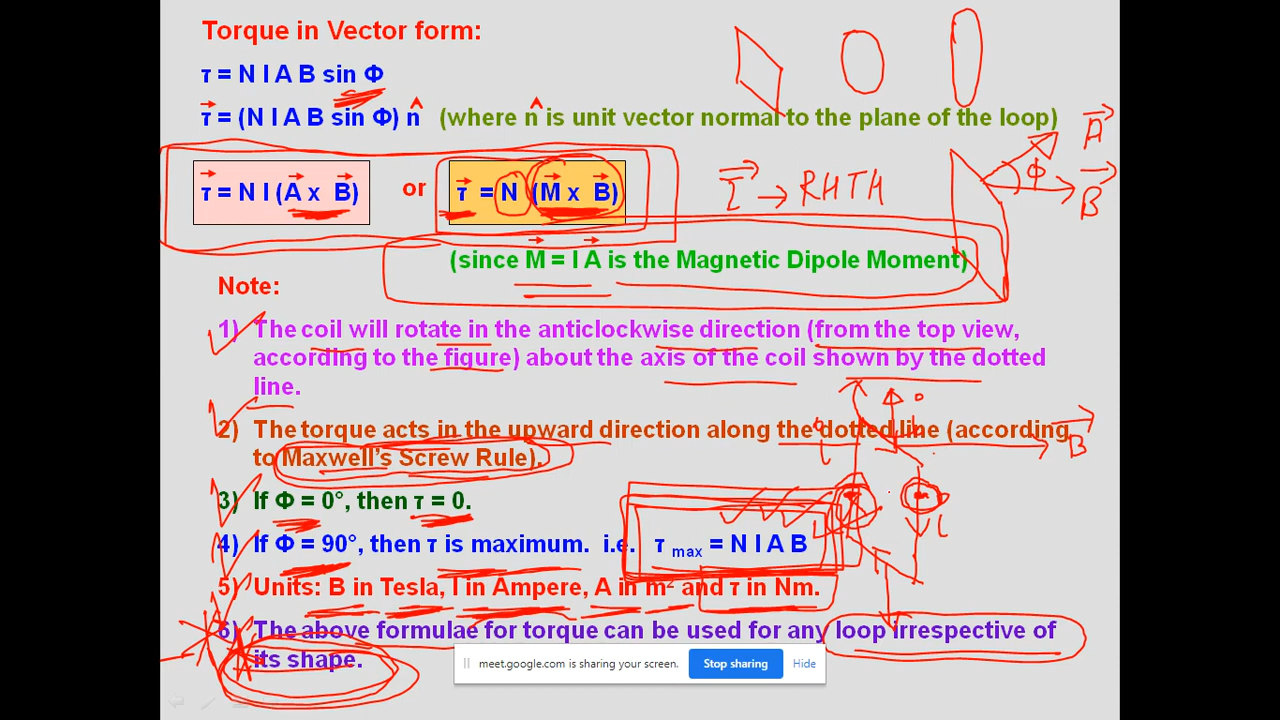 Torque in Vector form:
τ = N I A B sin Φ
τ = (N I A B sin Φ) n (where n is unit vector normal to the plane of the loop)
A
Φ
B
τ = N I (A x B) or τ = N (M x B)
τ → RHTH
(since M = I A is the Magnetic Dipole Moment)
Note:
1) The coil will rotate in the anticlockwise direction (from the top view,
according to the figure) about the axis of the coil shown by the dotted
line.
2) The torque acts in the upward direction along the dotted line (according
to Maxwell's Screw Rule).
b
B
3) If Φ = 0°, then τ = 0.
4) If Φ = 90°, then τ is maximum. i.e. τ max = N I A B
5) Units: B in Tesla, I in Ampere, A in m² and τ in Nm.
6) The above formulae for torque can be used for any loop irrespective of
its shape.
meet.google.com is sharing your screen. Stop sharing Hide